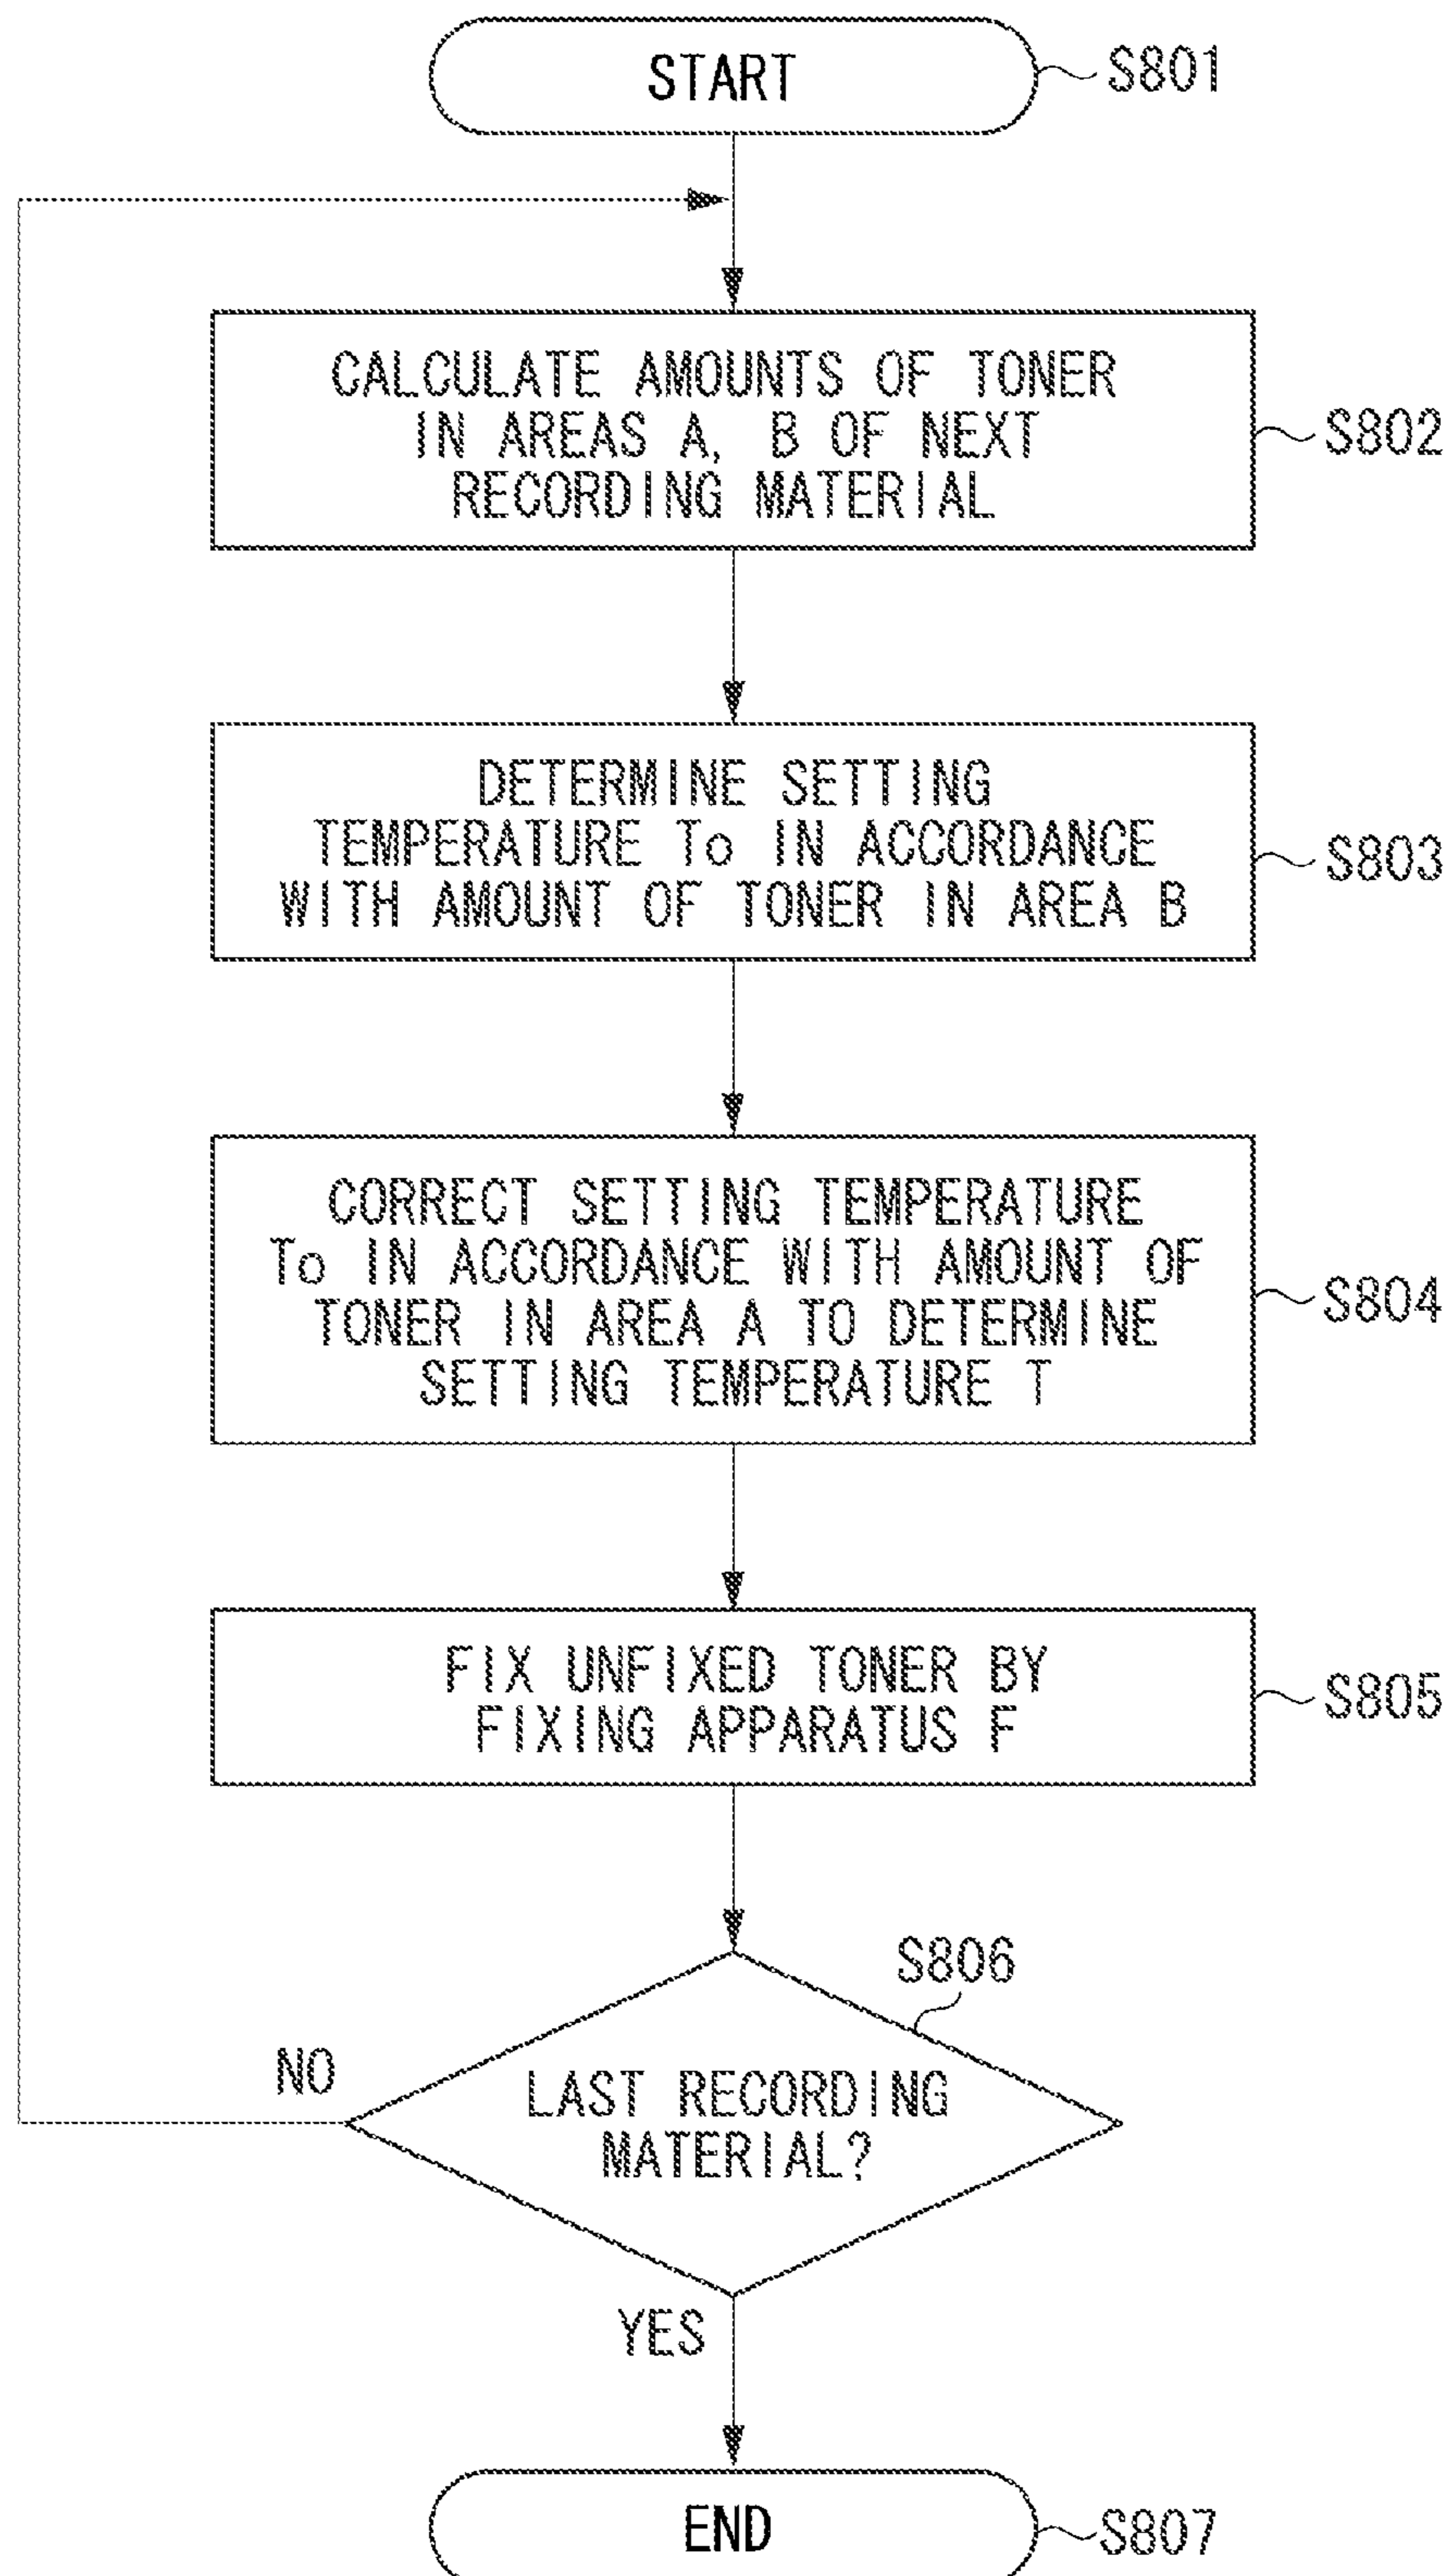 START
S801
CALCULATE AMOUNTS OF TONER
IN AREAS A, B OF NEXT
RECORDING MATERIAL
S802
DETERMINE SETTING
TEMPERATURE To IN ACCORDANCE
WITH AMOUNT OF TONER IN AREA B
S803
CORRECT SETTING TEMPERATURE
To IN ACCORDANCE WITH AMOUNT OF
TONER IN AREA A TO DETERMINE
SETTING TEMPERATURE T
S804
FIX UNFIXED TONER BY
FIXING APPARATUS F
S805
S806
NO
LAST RECORDING
MATERIAL?
YES
END
S807